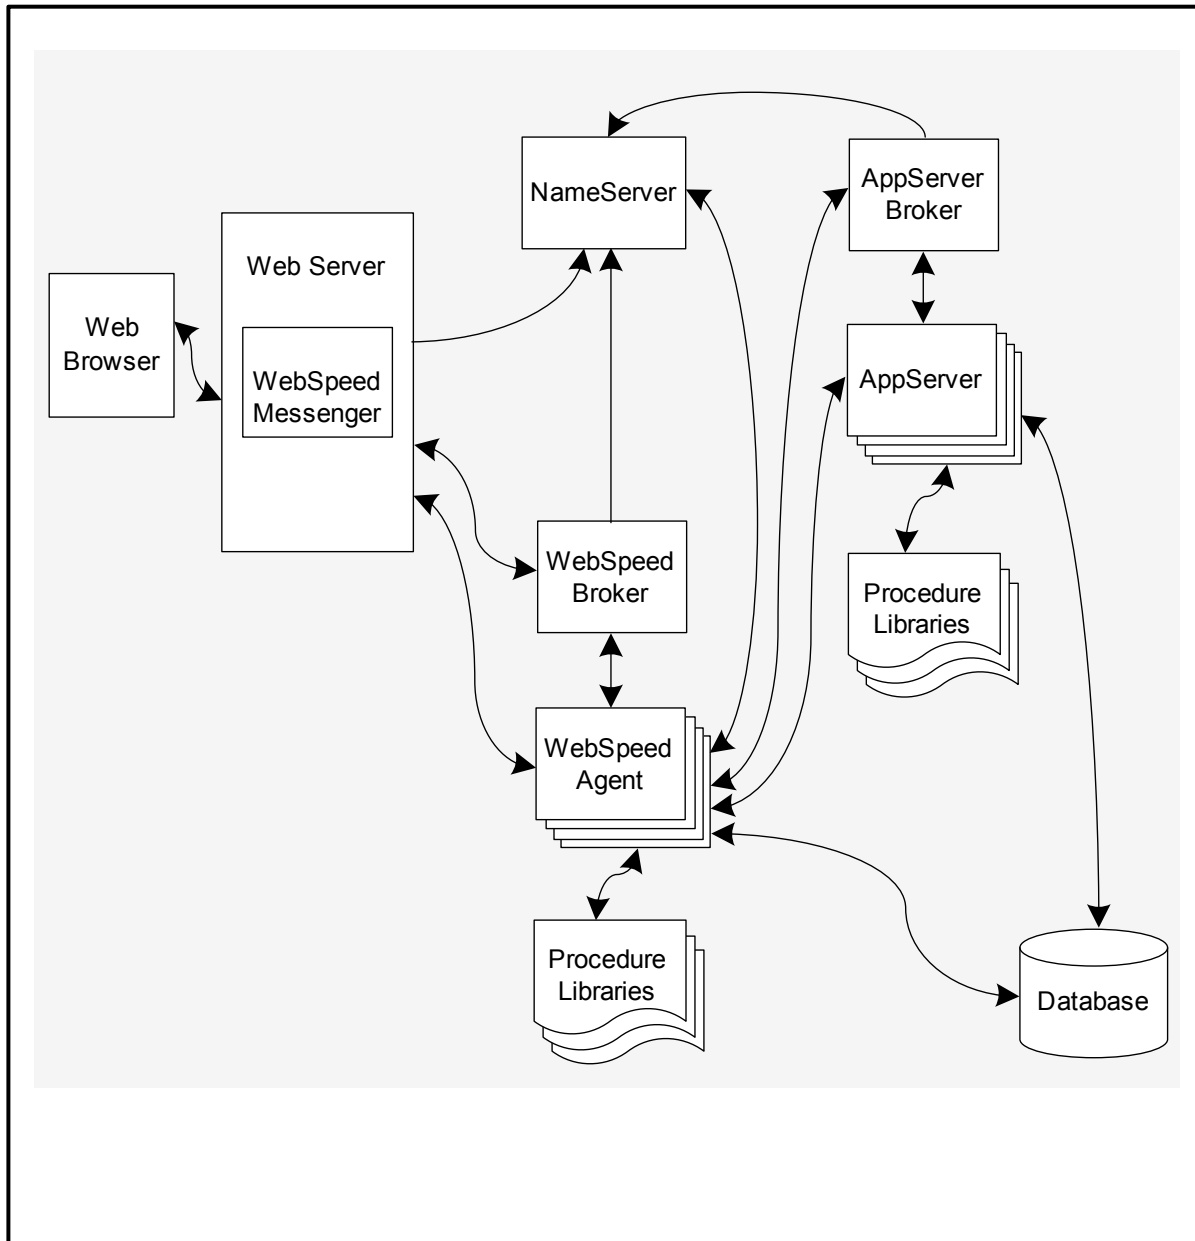 NameServer
AppServer
Broker
Web Server
Web
Browser
WebSpeed
Messenger
AppServer
WebSpeed
Broker
Procedure
Libraries
WebSpeed
Agent
Procedure
Libraries
Database